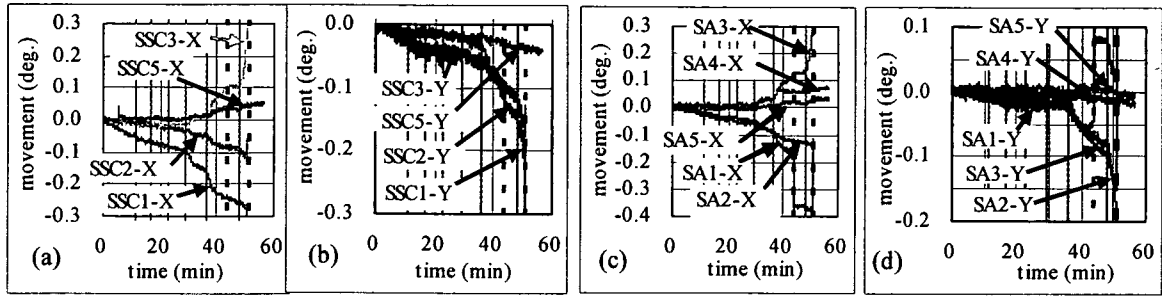 movement (deg.)
0.3
0.2
0.1
0.0
-0.1
-0.2
0.3
SSC3-X
SSC5-X
SSC2-X
SSC1-X
0 20 40 60
time (min)
(a)
movement (deg.)
0.0
-0.1
-0.2
-0.3
SSC3-Y
SSC5-Y
SSC2-Y
SSC1-Y
0 20 40 60
time (min)
(b)
movement (deg.)
0.4
0.3
0.2
0.1
0.0
-0.1
-0.2
-0.3
-0.4
SA3-X
SA4-X
SA5-X
SA1-X
SA2-X
0 20 40 60
time (min)
(c)
movement (deg.)
0.1
0.0
-0.1
-0.2
SA5-Y
SA4-Y
SA1-Y
SA3-Y
SA2-Y
0 20 40 60
time (min)
(d)